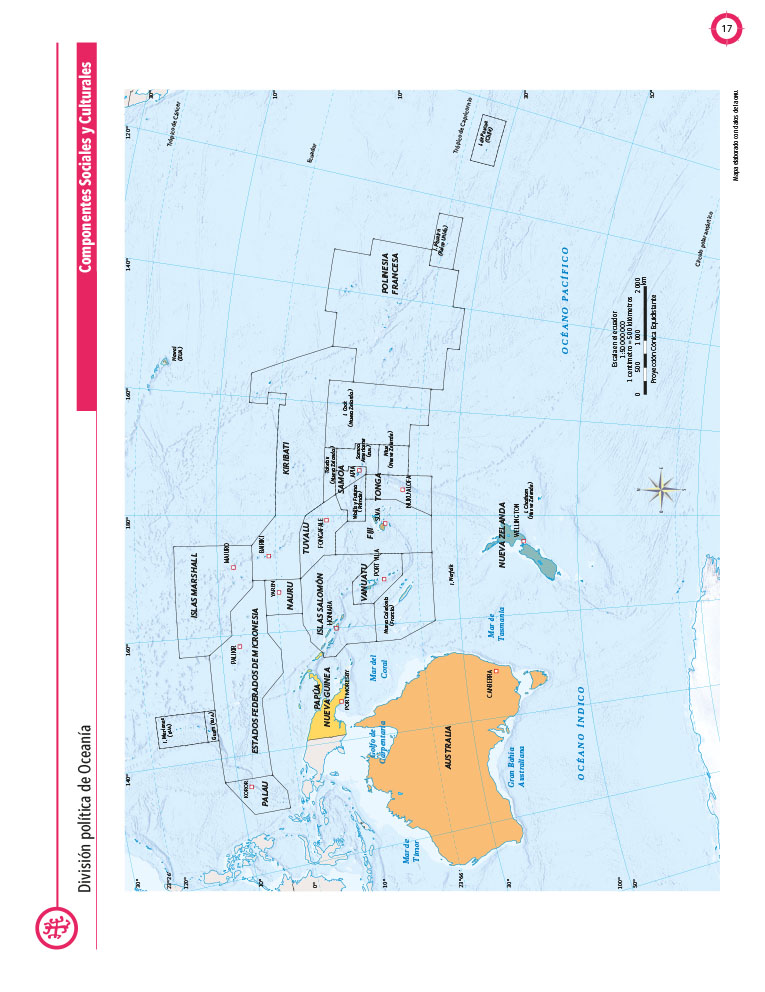 17
Componentes Sociales y Culturales
División política de Oceanía
Trópico de Cáncer
Ecuador
Trópico de Capricornio
Círculo polar antártico
I. de Pascua
(Chile)
I. Pitcairn
(Reino Unido)
POLINESIA
FRANCESA
Hawai
(EUA)
OCÉANO PACÍFICO
Escala en el ecuador
1:50 000 000
1 centímetro = 500 kilómetros
0 500 1 000 2 000
km
Proyección Cónica Equidistante
Mapa elaborado con datos de la ONU.
KIRIBATI
BAIRIKI
I. Cook
(Nueva Zelanda)
Tokelau
(Nueva Zelanda)
SAMOA
APIA
Samoa
Americana
(EUA)
Niue
(Nueva Zelanda)
Wallis y Futuna
(Francia)
TONGA
NUKU'ALOFA
FIJI
SUVA
TUVALU
FONGAFALE
ISLAS MARSHALL
MAJURO
NAURU
YAREN
VANUATU
PORT VILA
Nueva Caledonia
(Francia)
ISLAS SALOMÓN
HONIARA
I. Norfolk
NUEVA ZELANDA
WELLINGTON
I. Chatham
(Nueva Zelanda)
Mar de
Tasmania
ESTADOS FEDERADOS DE MICRONESIA
PALIKIR
I. Marianas
(EUA)
Guam (EUA)
PALAU
KOROR
PAPÚA
NUEVA GUINEA
PORT MORESBY
Mar del
Coral
Golfo de
Carpentaria
AUSTRALIA
CANBERRA
Gran Bahía
Australiana
Mar de
Timor
OCÉANO ÍNDICO
120°
140°
160°
180°
160°
140°
120°
10°
10°
30°
50°
30°
23°26'
10°
0°
10°
23°26'
30°
100°
50°